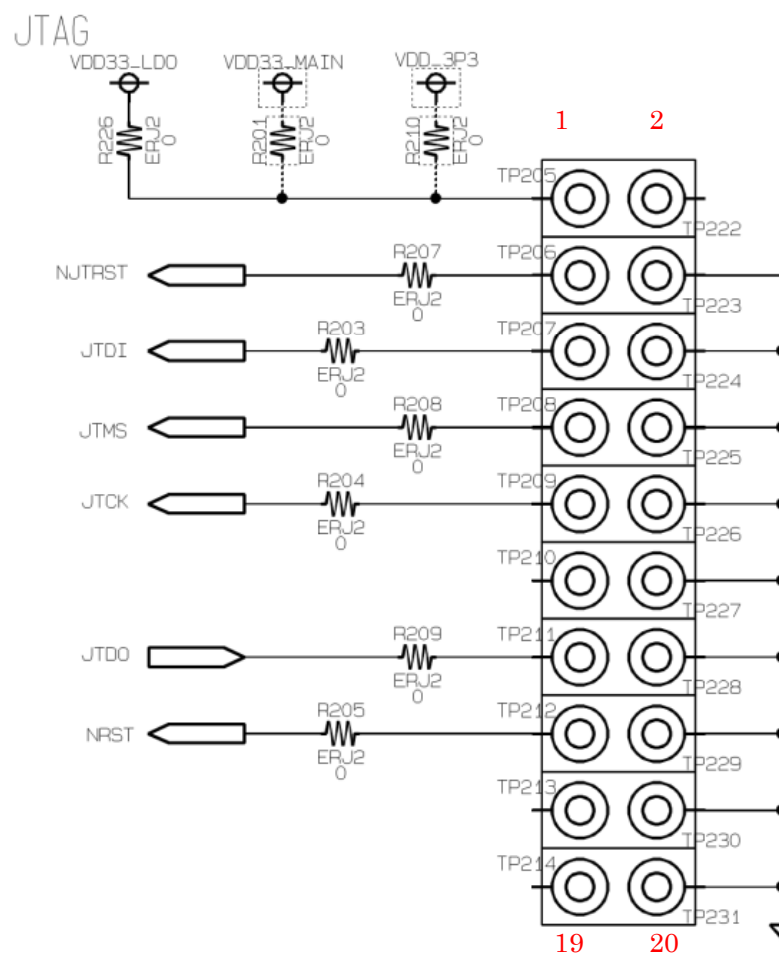 JTAG
VDD33_LDO VDD33_MAIN VDD_3P3
R226 ERJ2 0 R201 ERJ2 0 R210 ERJ2 0
1 2
TP205
TP222
NJTRST R207 ERJ2 0 TP206
TP223
JTDI R203 ERJ2 0 TP207
TP224
JTMS R208 ERJ2 0 TP208
TP225
JTCK R204 ERJ2 0 TP209
TP226
TP210
TP227
JTDO R209 ERJ2 0 TP211
TP228
NRST R205 ERJ2 0 TP212
TP229
TP213
TP230
TP214
TP231
19 20